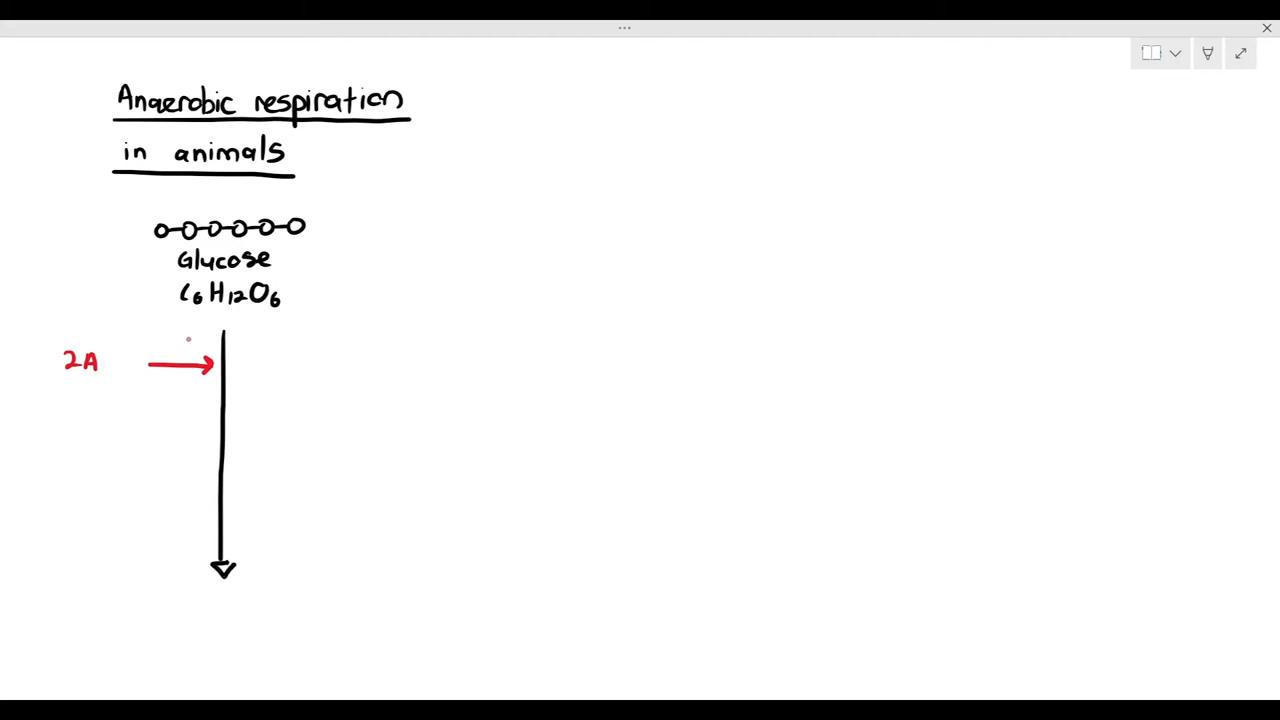 Anaerobic respiration
in animals
Glucose
C₆H₁₂O₆
2A